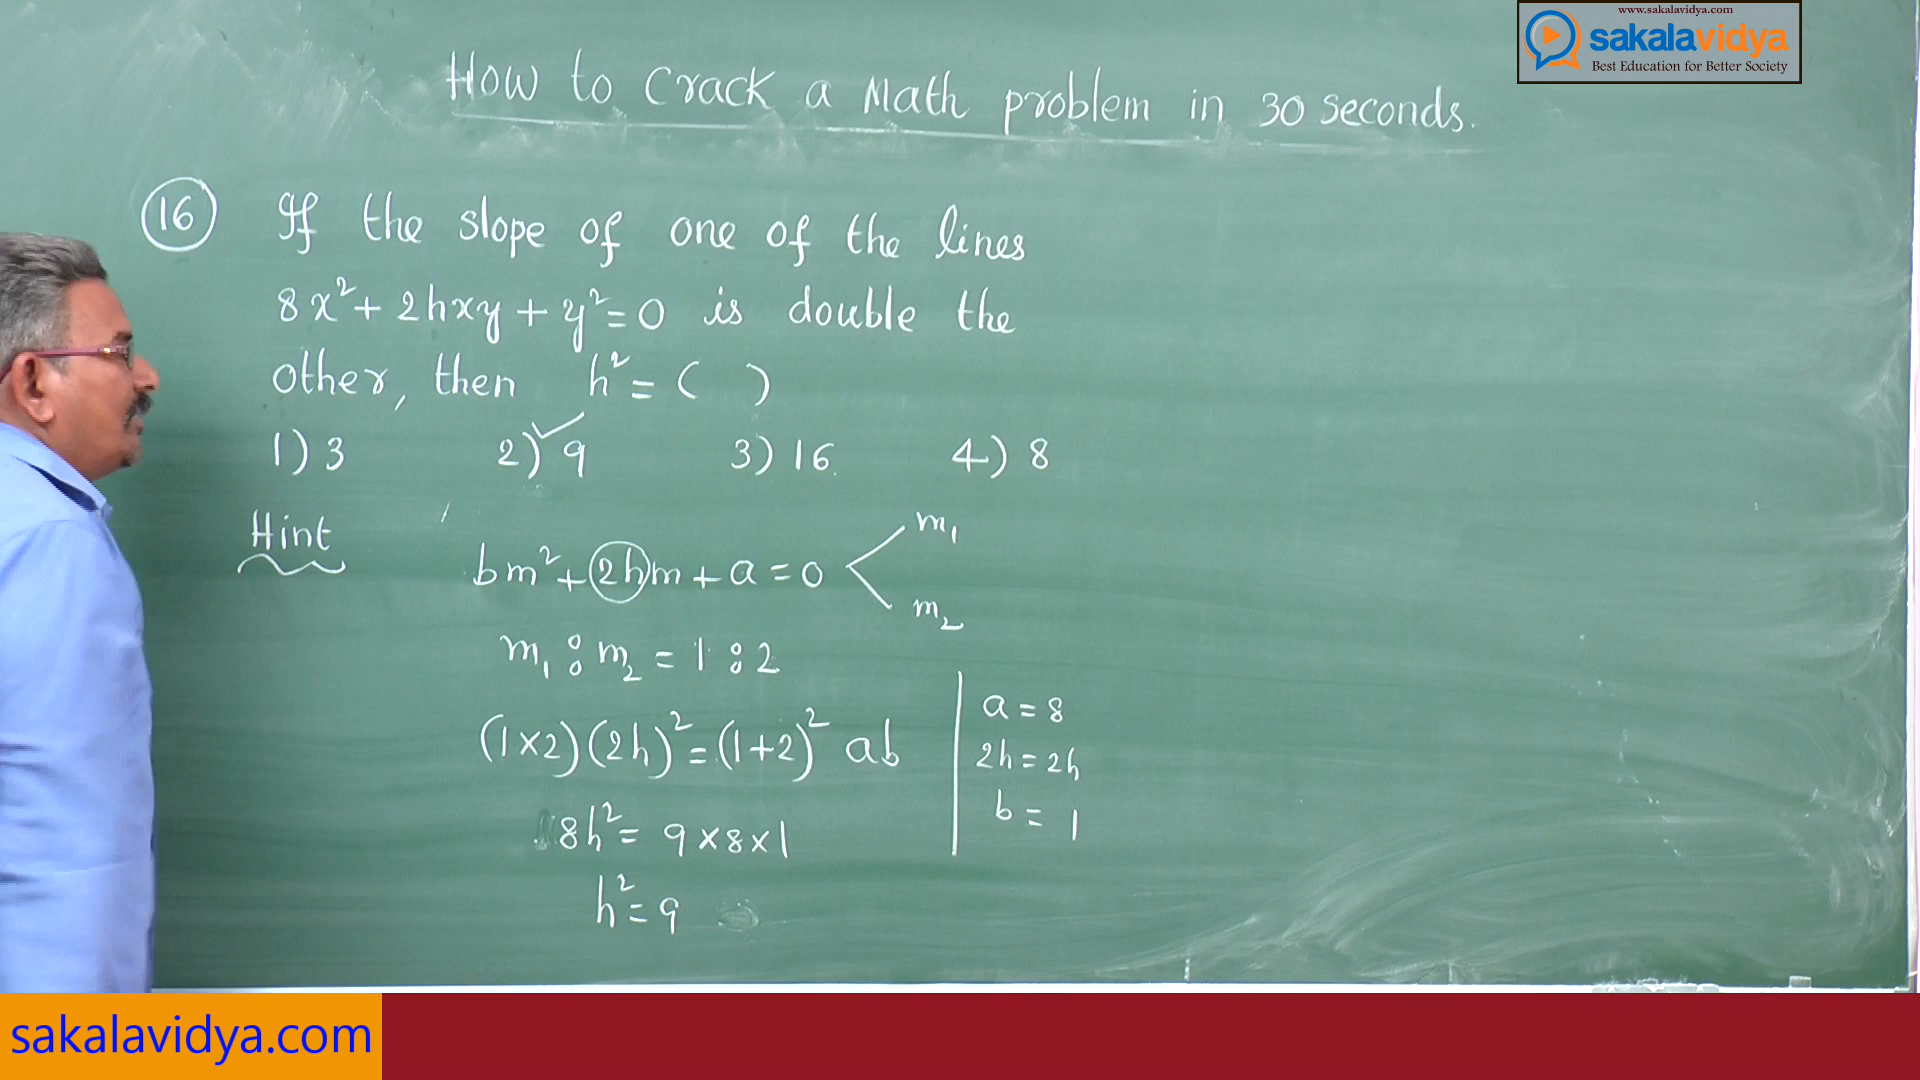 www.sakalavidya.com
sakalavidya
Best Education for Better Society
How to Crack a Math problem in 30 seconds.
16 If the slope of one of the lines
8x²+2hxy+y²=0 is double the
other, then h²=( )
1) 3 2) 9 3) 16 4) 8
Hint
m₁
bm²+2hm+a=0
m₂
m₁:m₂=1:2
a=8
(1×2)(2h)²=(1+2)² ab
2h=2h
b=1
8h²=9×8×1
h²=9
sakalavidya.com